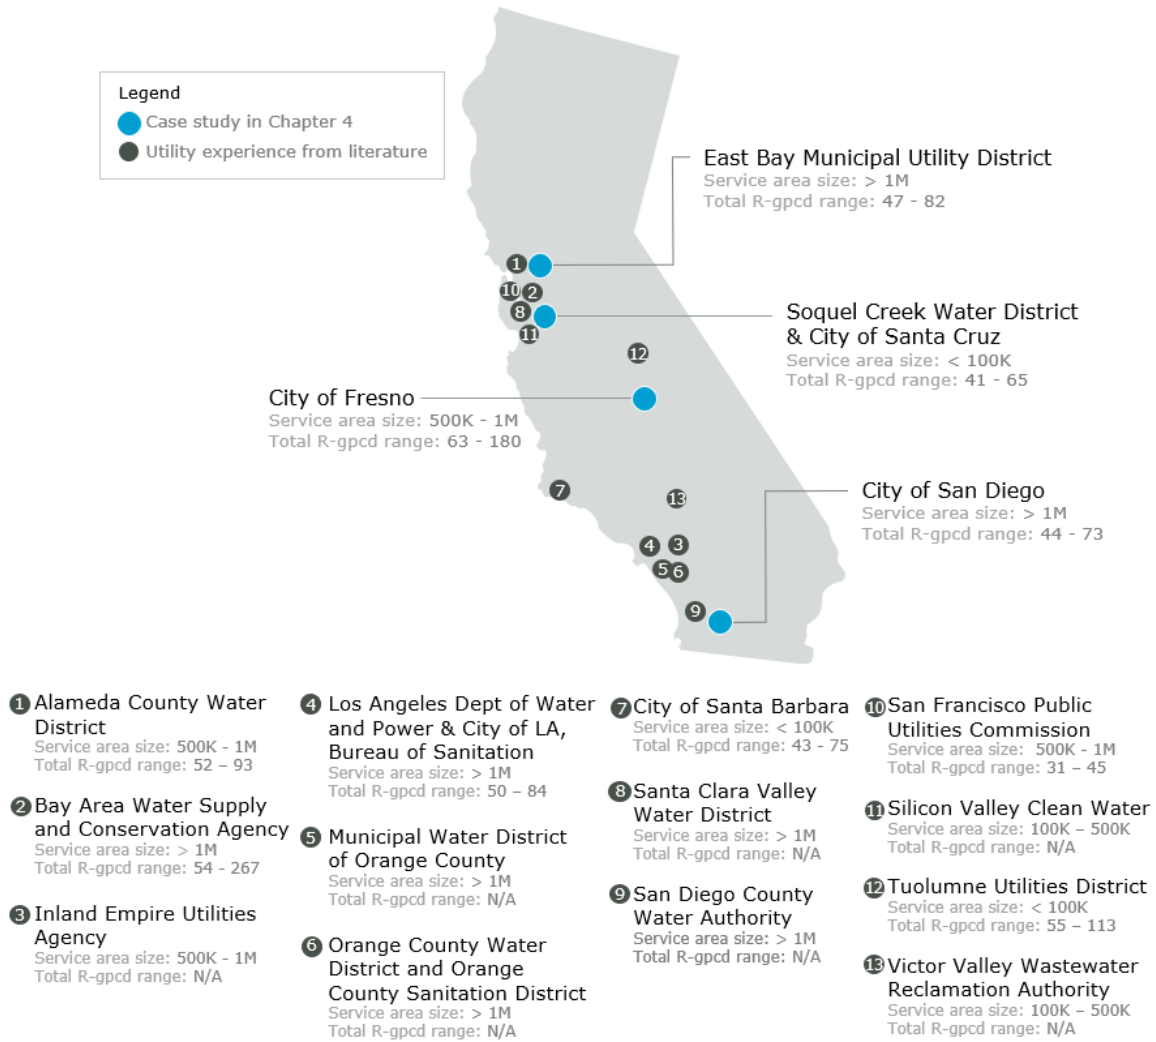 Legend
Case study in Chapter 4
Utility experience from literature
East Bay Municipal Utility District
Service area size: > 1M
Total R-gpcd range: 47 - 82
Soquel Creek Water District
& City of Santa Cruz
Service area size: < 100K
Total R-gpcd range: 41 - 65
City of Fresno
Service area size: 500K - 1M
Total R-gpcd range: 63 - 180
City of San Diego
Service area size: > 1M
Total R-gpcd range: 44 - 73
1
10 2
8
11
12
7
13
4 3
5 6
9
1 Alameda County Water
District
Service area size: 500K - 1M
Total R-gpcd range: 52 – 93
2 Bay Area Water Supply
and Conservation Agency
Service area size: > 1M
Total R-gpcd range: 54 - 267
3 Inland Empire Utilities
Agency
Service area size: 500K - 1M
Total R-gpcd range: N/A
4 Los Angeles Dept of Water
and Power & City of LA,
Bureau of Sanitation
Service area size: > 1M
Total R-gpcd range: 50 – 84
5 Municipal Water District
of Orange County
Service area size: > 1M
Total R-gpcd range: N/A
6 Orange County Water
District and Orange
County Sanitation District
Service area size: > 1M
Total R-gpcd range: N/A
7 City of Santa Barbara
Service area size: < 100K
Total R-gpcd range: 43 - 75
8 Santa Clara Valley
Water District
Service area size: > 1M
Total R-gpcd range: N/A
9 San Diego County
Water Authority
Service area size: > 1M
Total R-gpcd range: N/A
10 San Francisco Public
Utilities Commission
Service area size: 500K - 1M
Total R-gpcd range: 31 – 45
11 Silicon Valley Clean Water
Service area size: 100K – 500K
Total R-gpcd range: N/A
12 Tuolumne Utilities District
Service area size: < 100K
Total R-gpcd range: 55 – 113
13 Victor Valley Wastewater
Reclamation Authority
Service area size: 100K – 500K
Total R-gpcd range: N/A